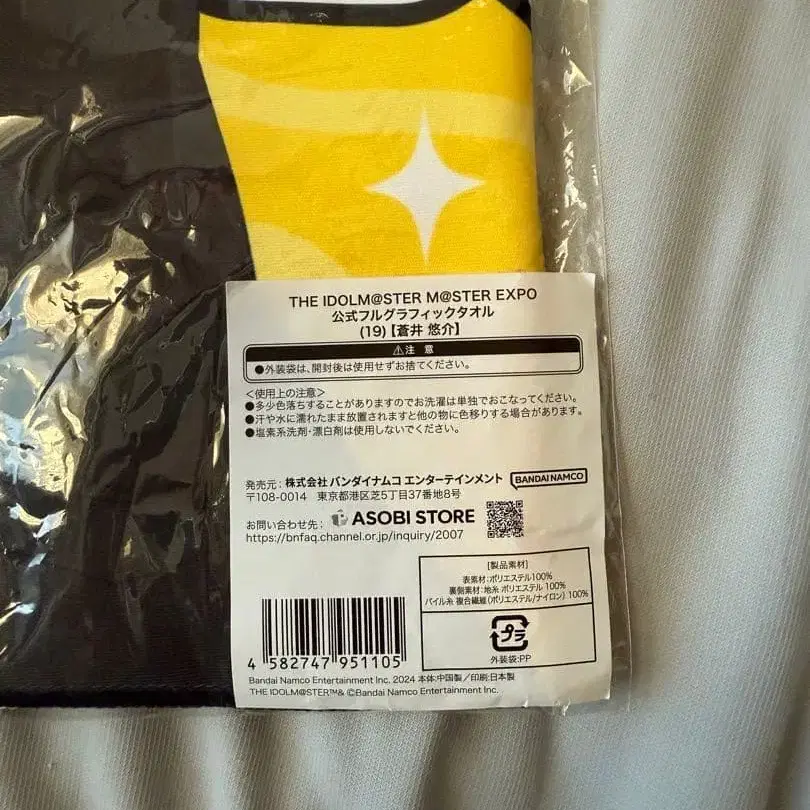 THE IDOLM@STER M@STER EXPO
公式フルグラフィックタオル
(19)【蒼井 悠介】
⚠注 意
●外装袋は、開封後は使用せずお捨てください。
<使用上の注意>
●多少色落ちすることがありますのでお洗濯は単独でおこなってください。
●汗や水に濡れたまま放置されますと他の物に色移りする場合があります。
●塩素系洗剤・漂白剤は使用しないでください。
発売元:株式会社 バンダイナムコ エンターテインメント BANDAI NAMCO
〒108-0014 東京都港区芝5丁目37番地8号
お問い合わせ先: ASOBI STORE
https://bnfaq.channel.or.jp/inquiry/2007
[製品素材]
表素材:ポリエステル100%
裏側素材:地糸 ポリエステル 100%
パイル糸 複合繊維(ポリエステル/ナイロン) 100%
プラ
外装袋:PP
4 582747 951105
Bandai Namco Entertainment Inc. 2024 本体:中国製/印刷:日本製
THE IDOLM@STER™& ©Bandai Namco Entertainment Inc.